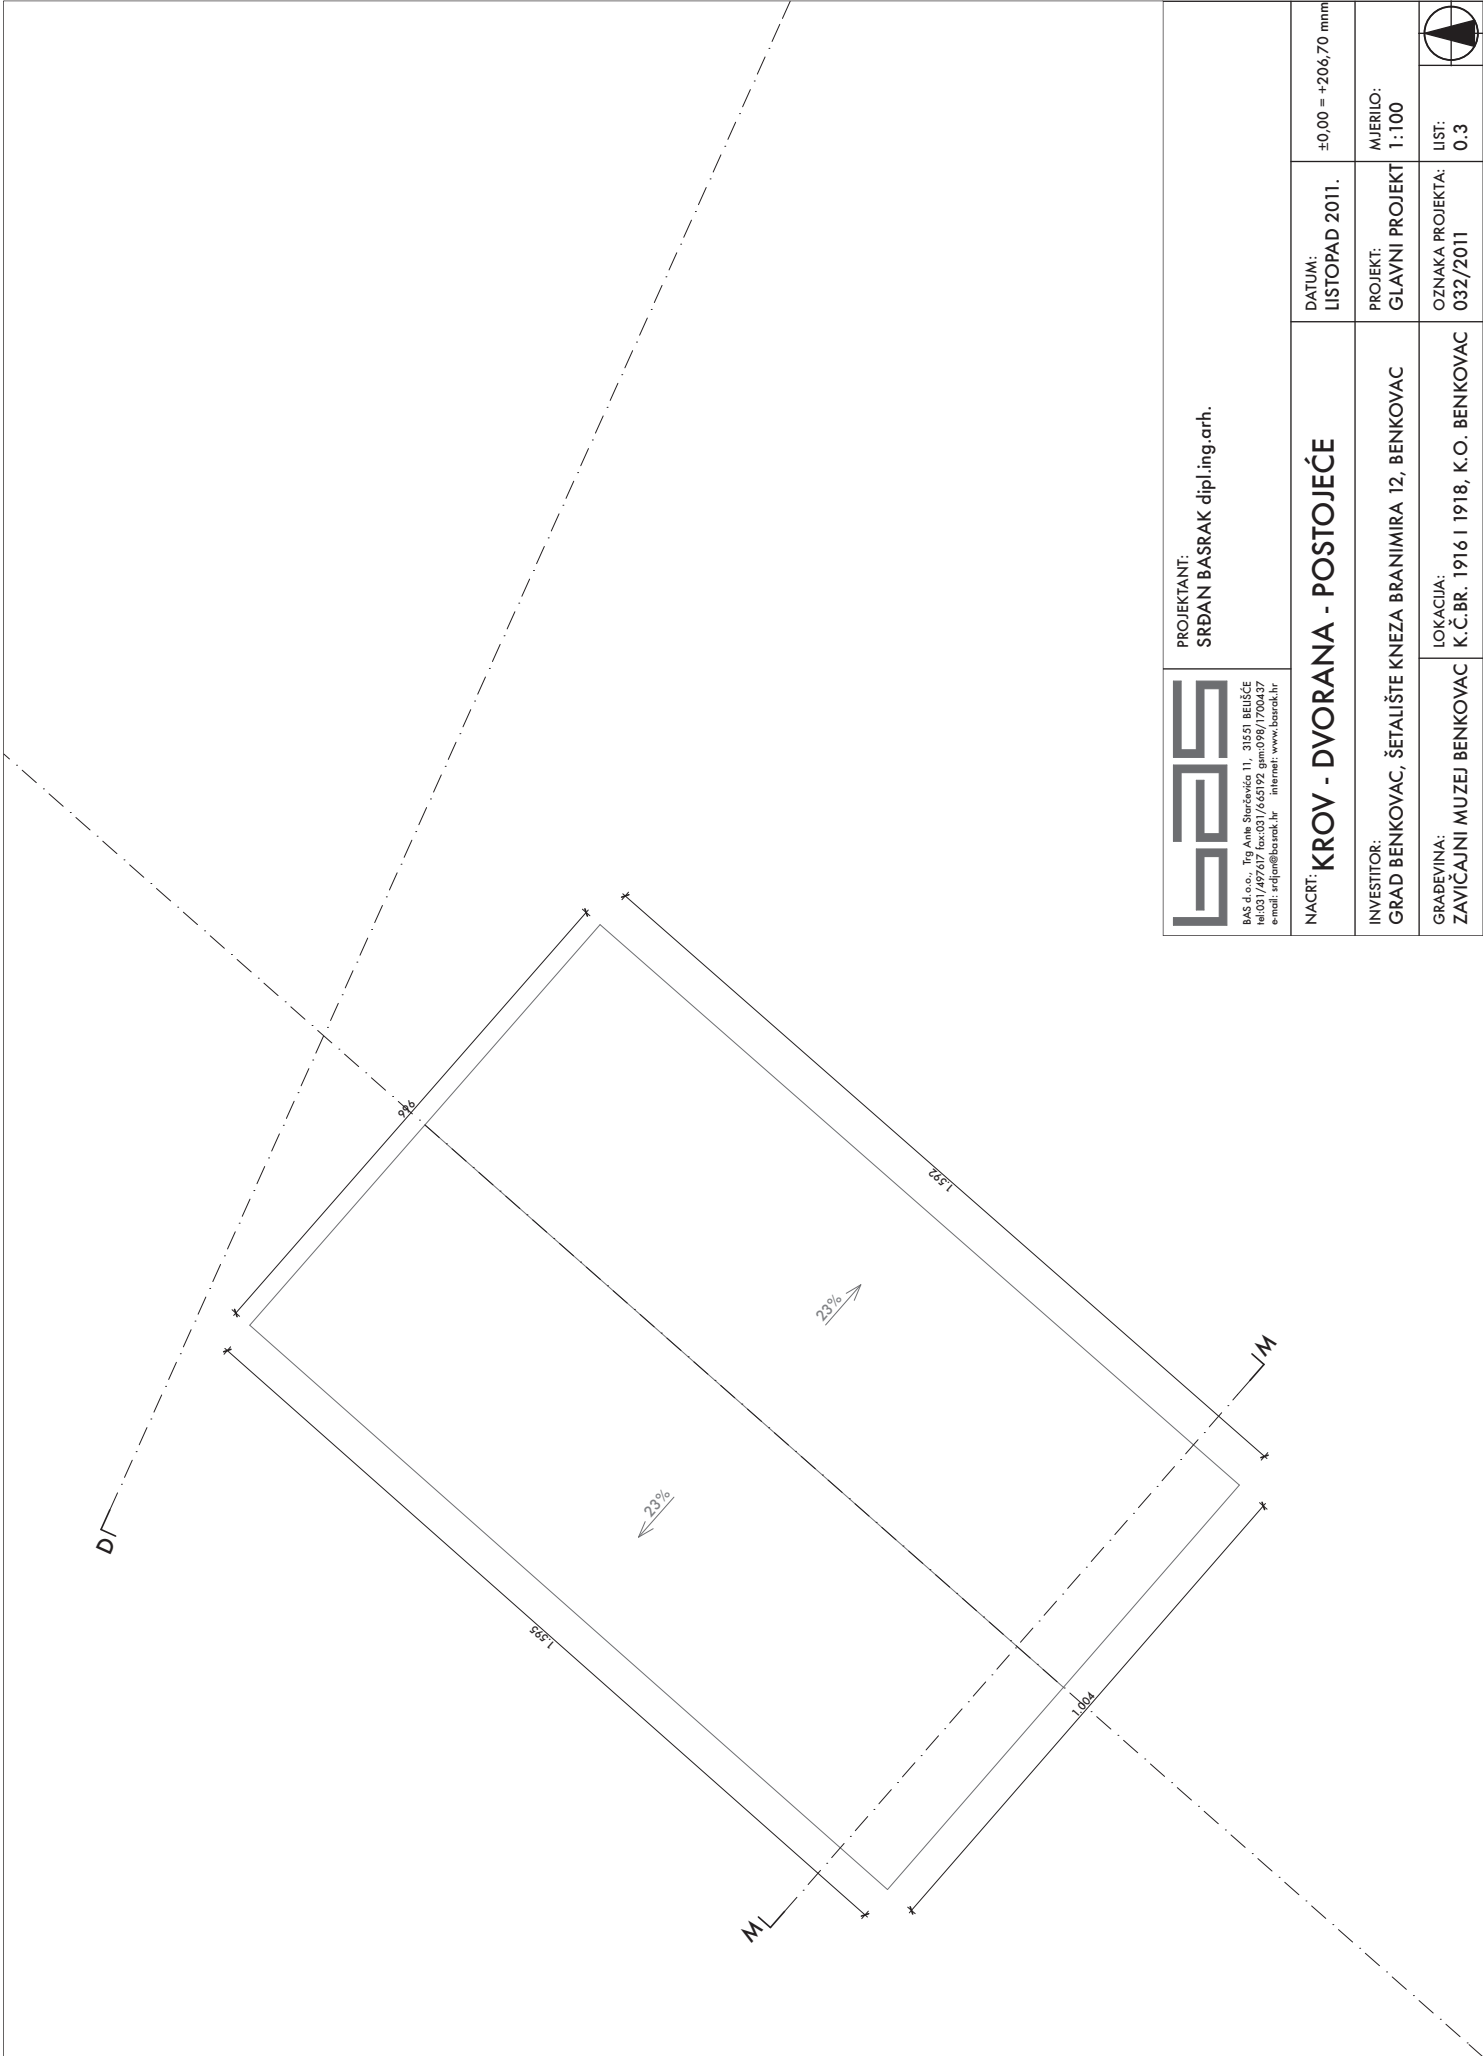 D
996
1.592
1.595
1.004
23%
23%
M
M
bas
BAS d.o.o., Trg Ante Starčevića 11, 31551 BELIŠĆE
tel:031/497617 fax:031/665192 gsm:098/1700437
e-mail: srdjan@basrak.hr internet: www.basrak.hr
PROJEKTANT:
SRĐAN BASRAK dipl.ing.arh.
NACRT: KROV - DVORANA - POSTOJEĆE
DATUM:
LISTOPAD 2011.
±0,00 = +206,70 mnm
INVESTITOR:
GRAD BENKOVAC, ŠETALIŠTE KNEZA BRANIMIRA 12, BENKOVAC
PROJEKT:
GLAVNI PROJEKT
MJERILO:
1:100
GRAĐEVINA:
ZAVIČAJNI MUZEJ BENKOVAC
LOKACIJA:
K.Č.BR. 1916 I 1918, K.O. BENKOVAC
OZNAKA PROJEKTA:
032/2011
LIST:
0.3